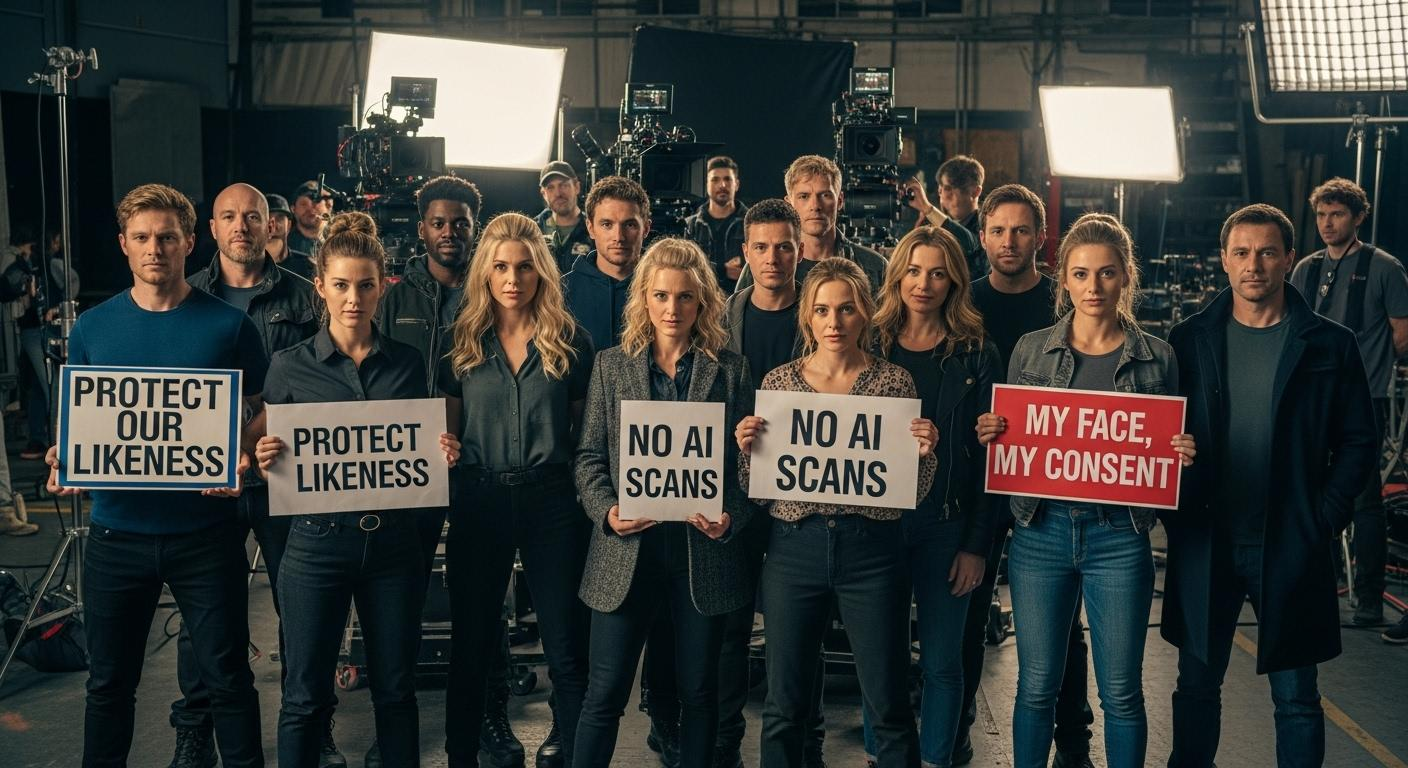 PROTECT
OUR
LIKENESS
PROTECT
LIKENESS
NO AI
SCANS
NO AI
SCANS
MY FACE,
MY CONSENT